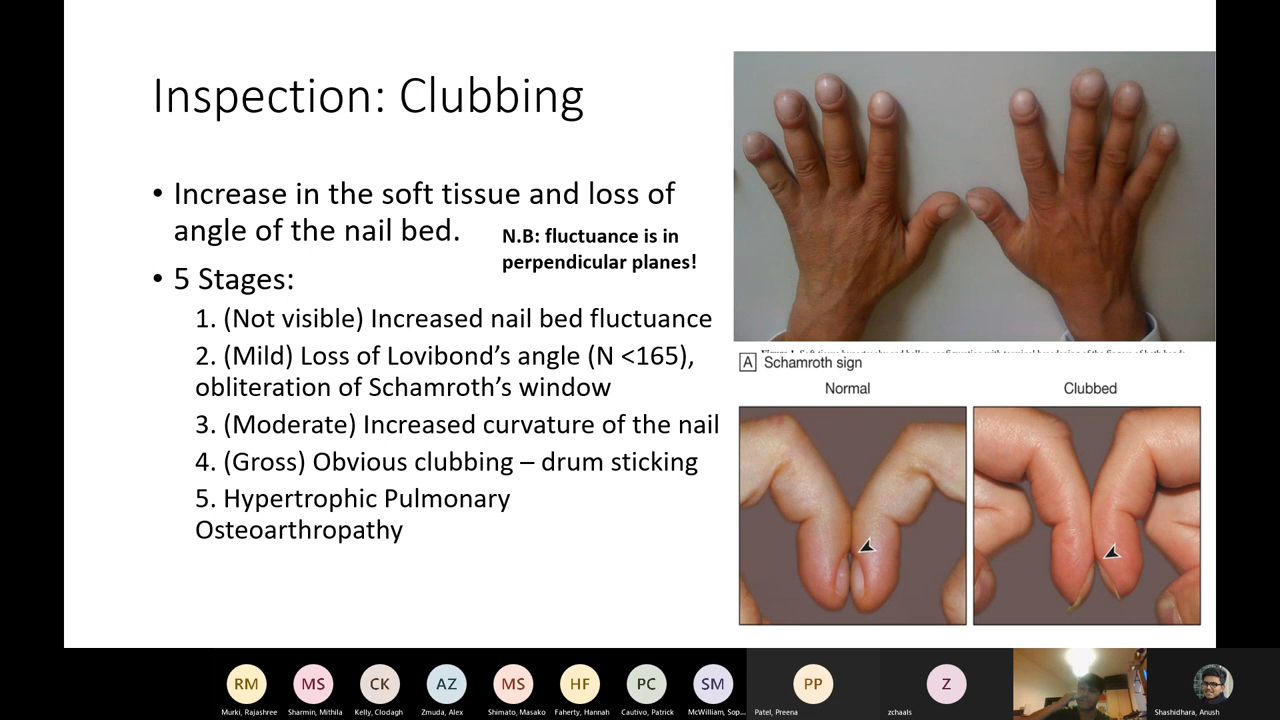 Inspection: Clubbing
• Increase in the soft tissue and loss of
angle of the nail bed.
N.B: fluctuance is in
perpendicular planes!
• 5 Stages:
1. (Not visible) Increased nail bed fluctuance
2. (Mild) Loss of Lovibond’s angle (N <165),
obliteration of Schamroth’s window
3. (Moderate) Increased curvature of the nail
4. (Gross) Obvious clubbing – drum sticking
5. Hypertrophic Pulmonary
Osteoarthropathy
A Schamroth sign
Normal
Clubbed
RM
MS
CK
AZ
MS
HF
PC
SM
PP
Z
Murki, Rajashree
Sharmin, Mithila
Kelly, Clodagh
Zmuda, Alex
Shimato, Masako
Faherty, Hannah
Cautivo, Patrick
McWilliam, Sop...
Patel, Preena
zchaals
Shashidhara, Anush